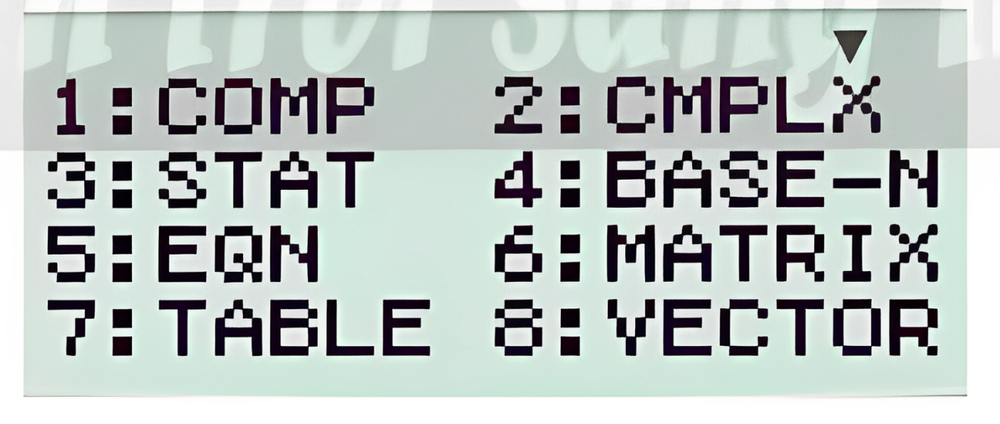 1:COMP 2:CMPLX
3:STAT 4:BASE-N
5:EQN 6:MATRIX
7:TABLE 8:VECTOR